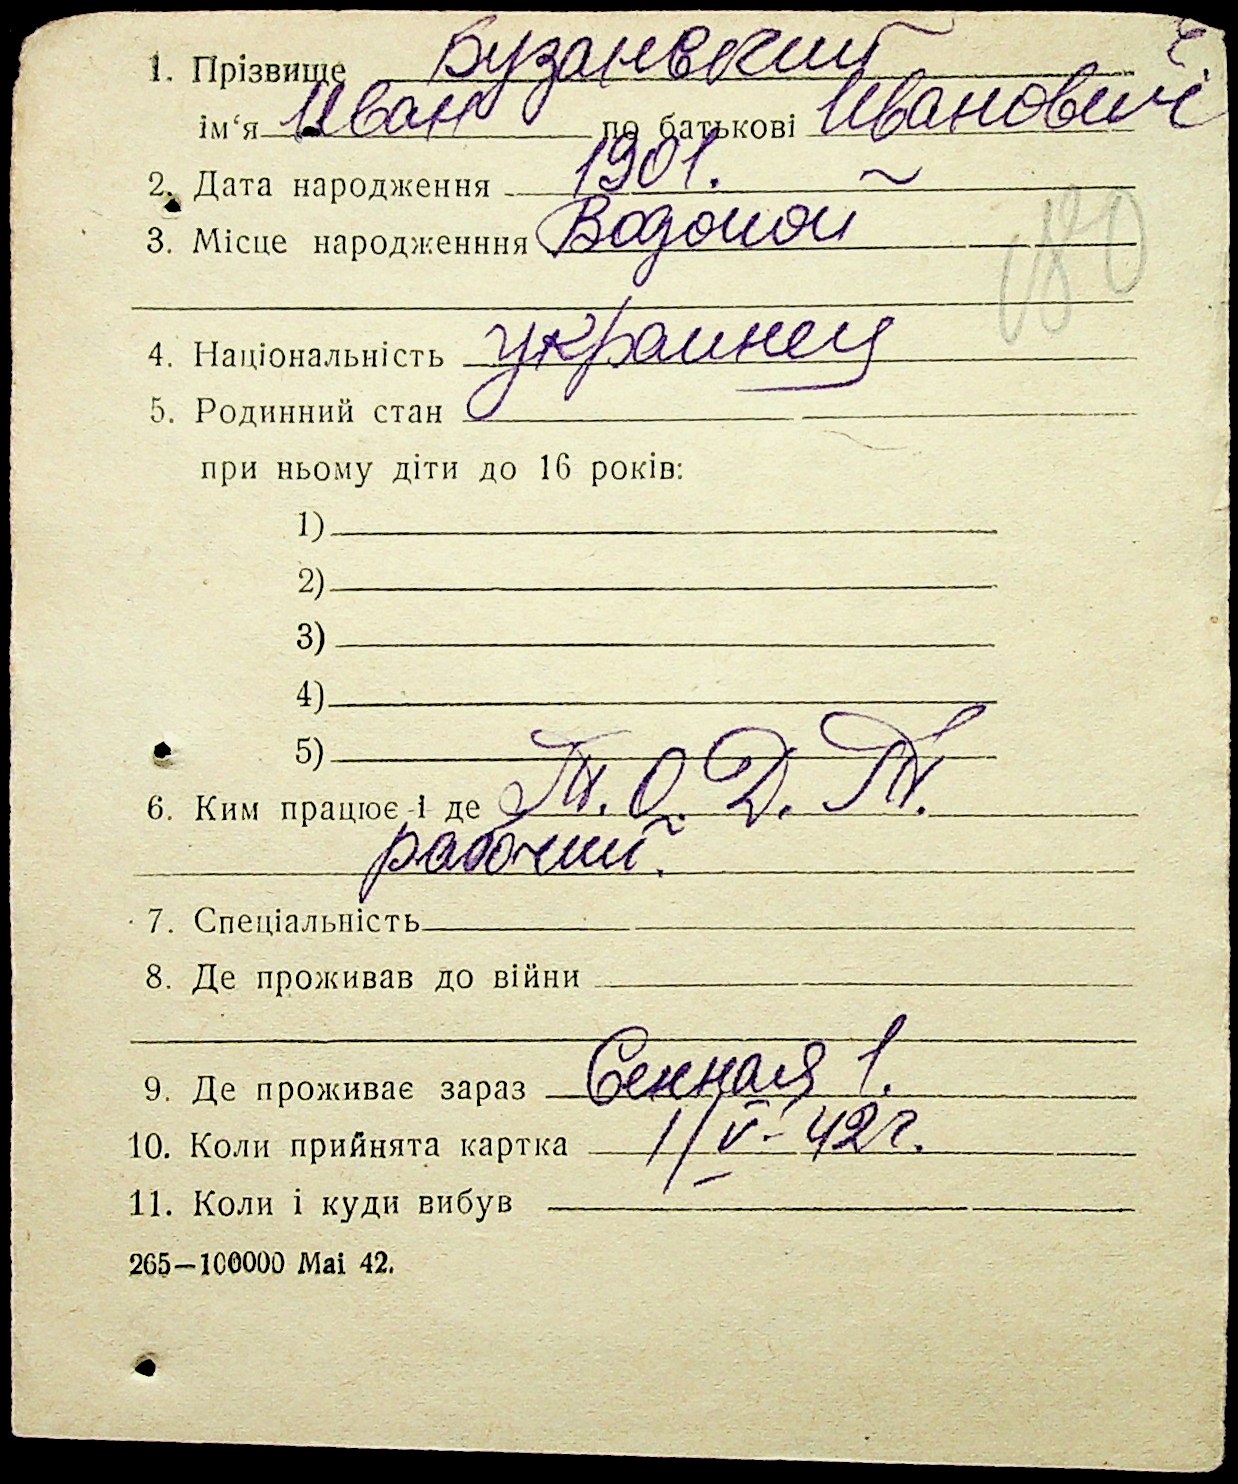 1. Прізвище Бузановский
ім‘я Иван по батькові Иванович
2. Дата народження 1901.
3. Місце народженння Водопой
180
4. Національність украинец
5. Родинний стан
при ньому діти до 16 років:
1)
2)
3)
4)
5)
6. Ким працює і де Т. О. Д. Т.
рабочий.
7. Спеціальність
8. Де проживав до війни
9. Де проживає зараз Сенная 1.
10. Коли прийнята картка 1/V-42г.
11. Коли і куди вибув
265—100000 Mai 42.